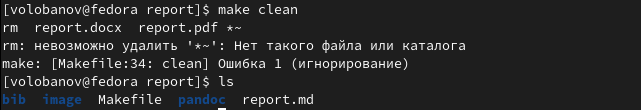 [volobanov@fedora report]$ make clean
rm  report.docx  report.pdf *~
rm: невозможно удалить '*~': Нет такого файла или каталога
make: [Makefile:34: clean] Ошибка 1 (игнорирование)
[volobanov@fedora report]$ ls
bib  image  Makefile  pandoc  report.md